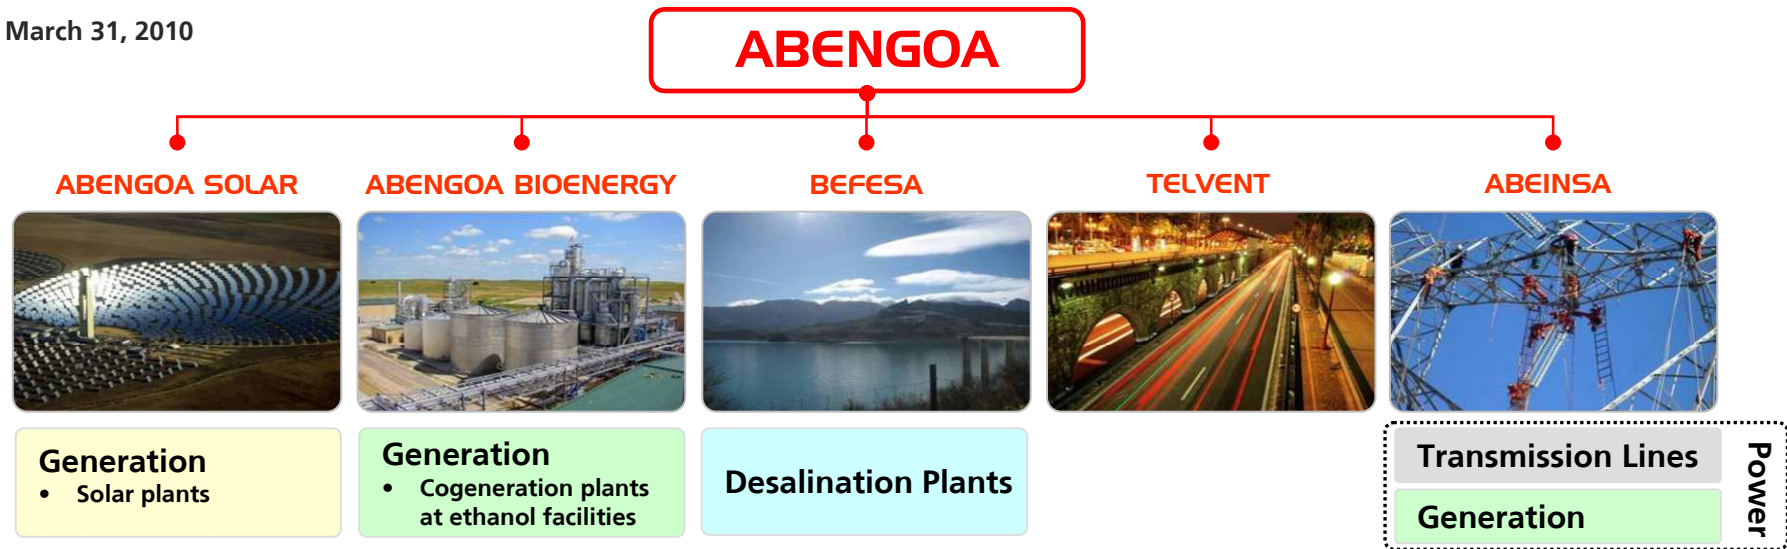 March 31, 2010
ABENGOA
ABENGOA SOLAR
ABENGOA BIOENERGY
BEFESA
TELVENT
ABEINSA
Generation
• Solar plants
Generation
• Cogeneration plants
at ethanol facilities
Desalination Plants
Transmission Lines
Generation
Power